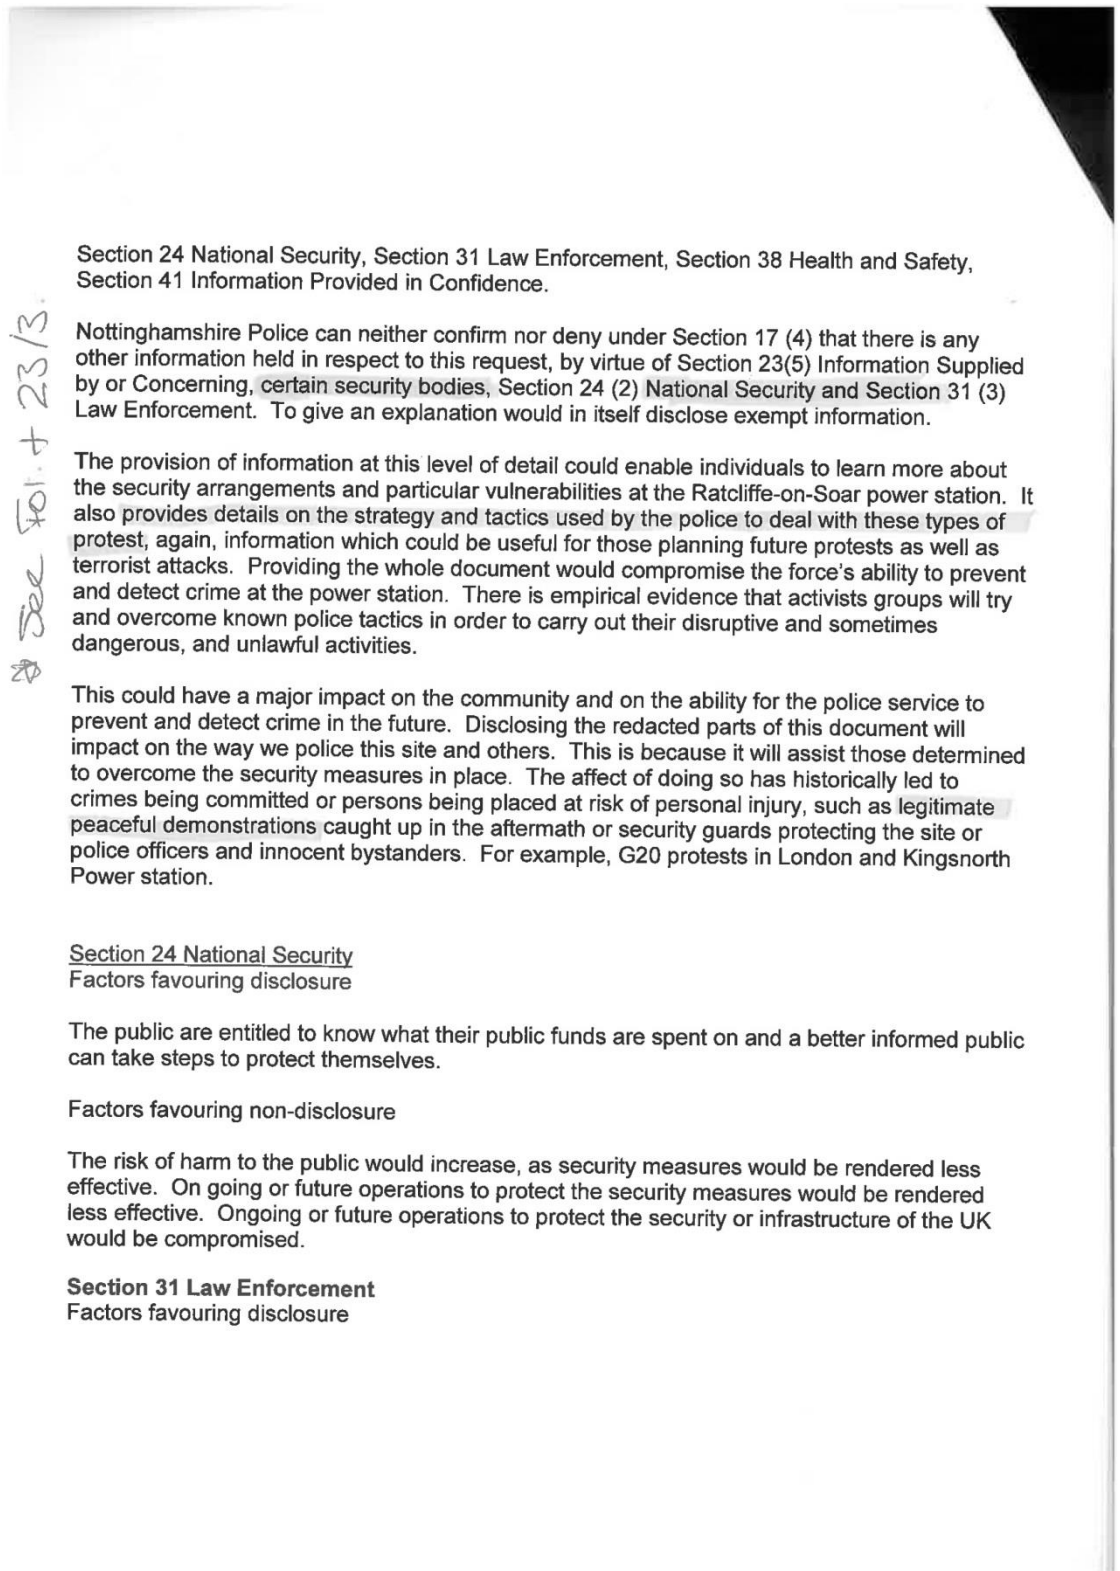 Section 24 National Security, Section 31 Law Enforcement, Section 38 Health and Safety,
Section 41 Information Provided in Confidence.
Nottinghamshire Police can neither confirm nor deny under Section 17 (4) that there is any
other information held in respect to this request, by virtue of Section 23(5) Information Supplied
by or Concerning, certain security bodies, Section 24 (2) National Security and Section 31 (3)
Law Enforcement.  To give an explanation would in itself disclose exempt information.
The provision of information at this level of detail could enable individuals to learn more about
the security arrangements and particular vulnerabilities at the Ratcliffe-on-Soar power station.  It
also provides details on the strategy and tactics used by the police to deal with these types of
protest, again, information which could be useful for those planning future protests as well as
terrorist attacks.  Providing the whole document would compromise the force's ability to prevent
and detect crime at the power station.  There is empirical evidence that activists groups will try
and overcome known police tactics in order to carry out their disruptive and sometimes
dangerous, and unlawful activities.
This could have a major impact on the community and on the ability for the police service to
prevent and detect crime in the future.  Disclosing the redacted parts of this document will
impact on the way we police this site and others.  This is because it will assist those determined
to overcome the security measures in place.  The affect of doing so has historically led to
crimes being committed or persons being placed at risk of personal injury, such as legitimate
peaceful demonstrations caught up in the aftermath or security guards protecting the site or
police officers and innocent bystanders.  For example, G20 protests in London and Kingsnorth
Power station.
Section 24 National Security
Factors favouring disclosure
The public are entitled to know what their public funds are spent on and a better informed public
can take steps to protect themselves.
Factors favouring non-disclosure
The risk of harm to the public would increase, as security measures would be rendered less
effective.  On going or future operations to protect the security measures would be rendered
less effective.  Ongoing or future operations to protect the security or infrastructure of the UK
would be compromised.
Section 31 Law Enforcement
Factors favouring disclosure
See fol. + 23/3.